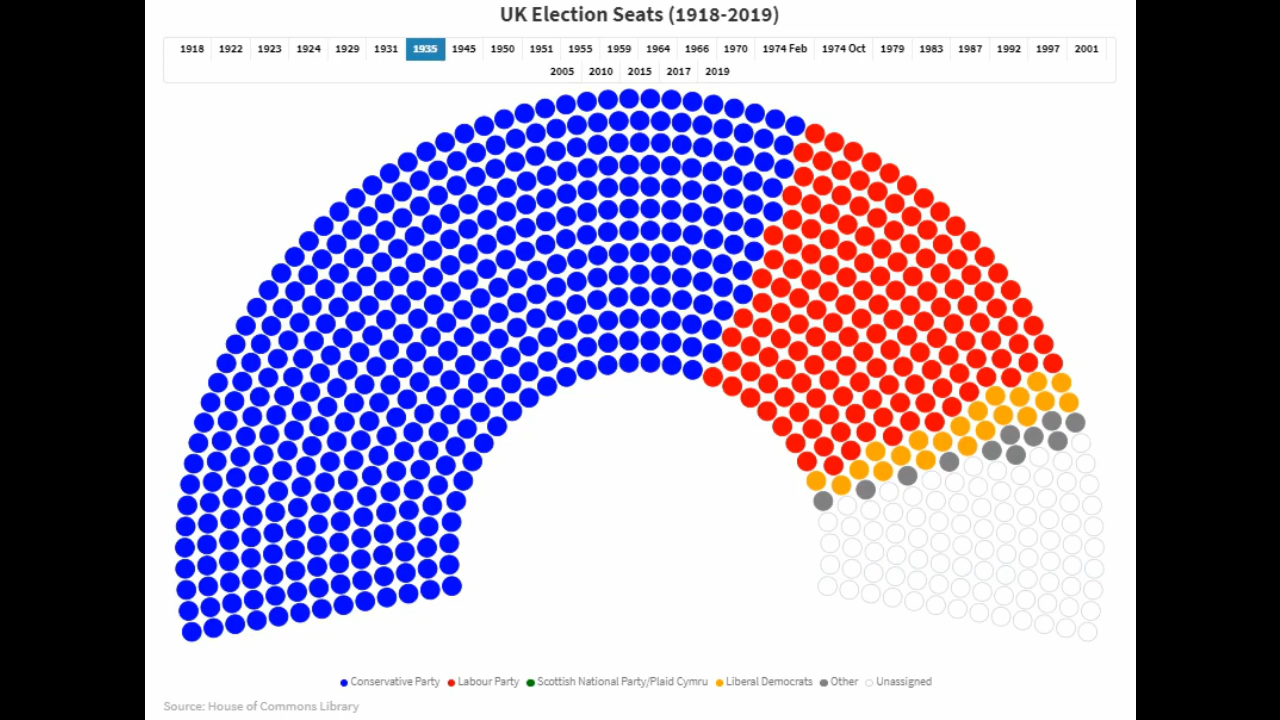 UK Election Seats (1918-2019)
1918 1922 1923 1924 1929 1931 1935 1945 1950 1951 1955 1959 1964 1966 1970 1974 Feb 1974 Oct 1979 1983 1987 1992 1997 2001
2005 2010 2015 2017 2019
Conservative Party Labour Party Scottish National Party/Plaid Cymru Liberal Democrats Other Unassigned
Source: House of Commons Library